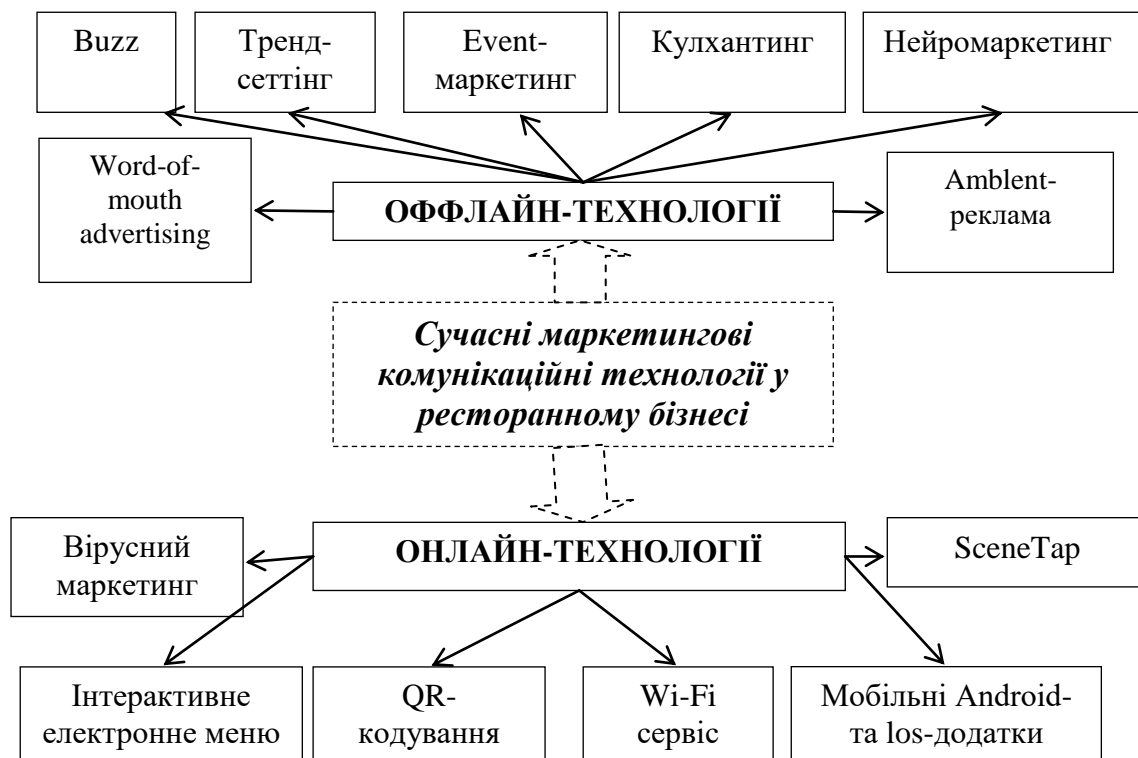 Buzz
Тренд-
сеттінг
Event-
маркетинг
Кулхантинг
Нейромаркетинг
Word-of-
mouth
advertising
ОФФЛАЙН-ТЕХНОЛОГІЇ
Amblent-
реклама
Сучасні маркетингові
комунікаційні технології у
ресторанному бізнесі
Вірусний
маркетинг
ОНЛАЙН-ТЕХНОЛОГІЇ
SceneTap
Інтерактивне
електронне меню
QR-
кодування
Wi-Fi
сервіс
Мобільні Android-
та los-додатки